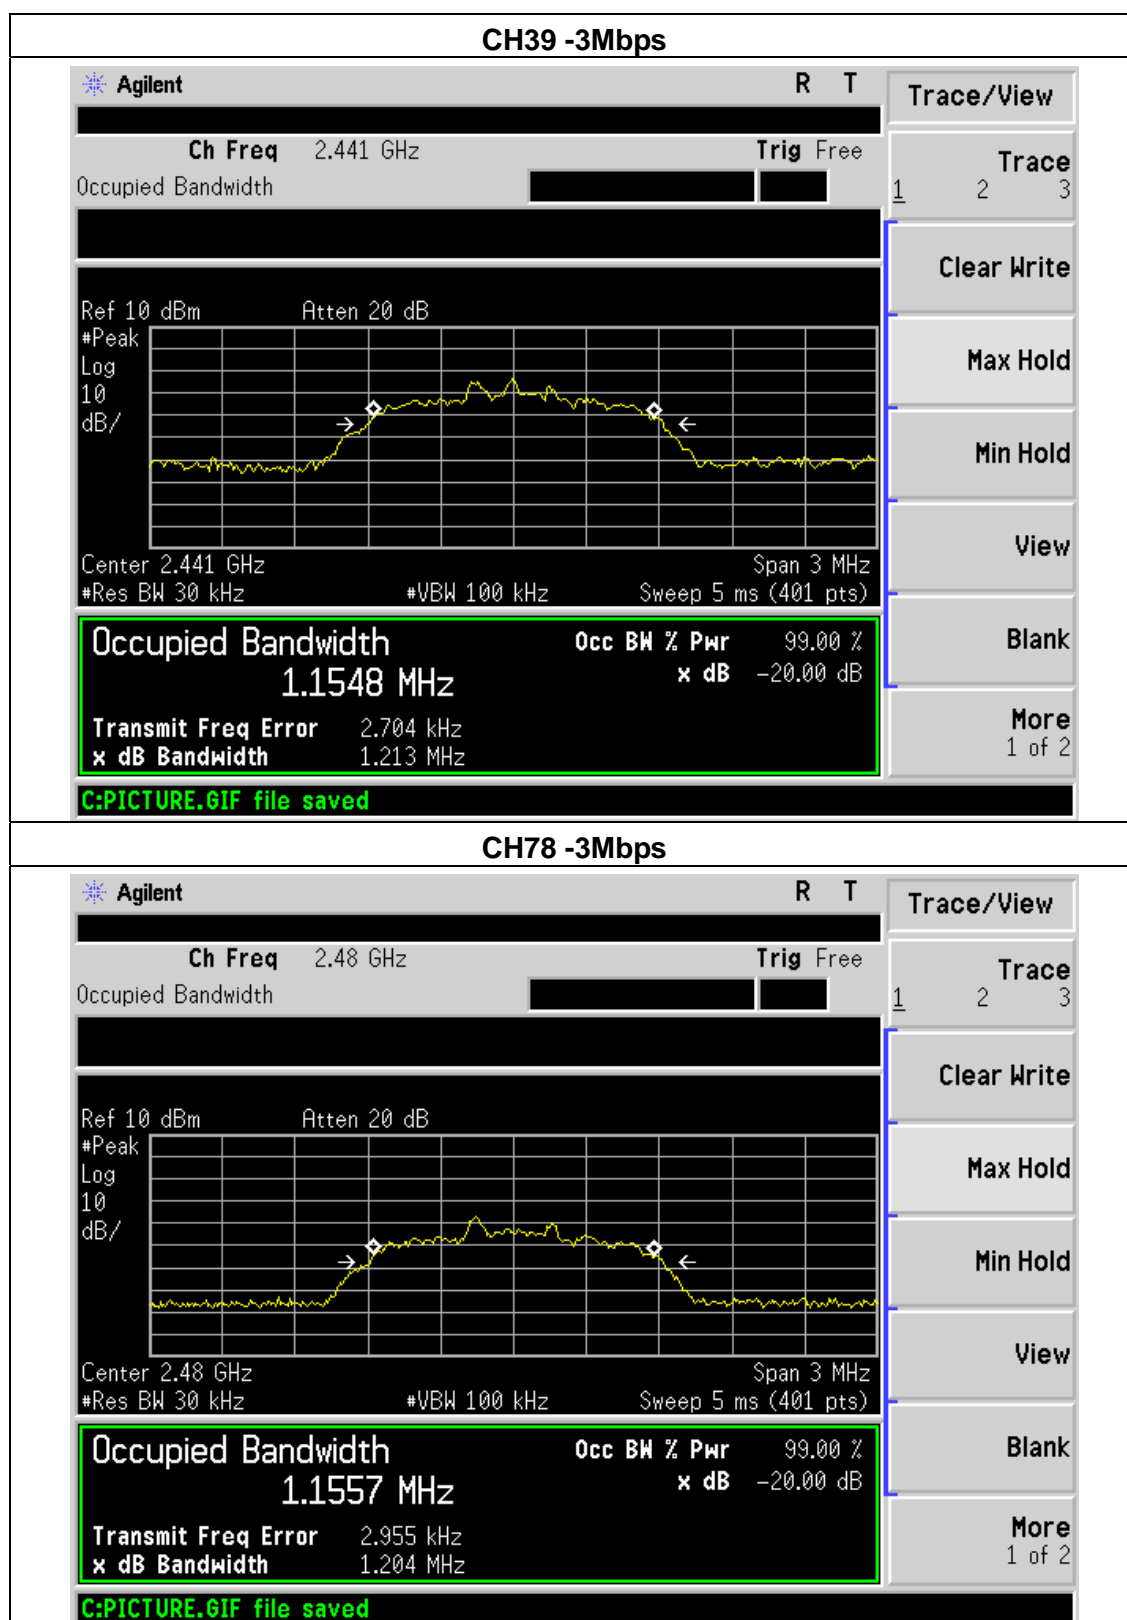 CH39 -3Mbps
Agilent R T Trace/View
Ch Freq 2.441 GHz Trig Free
Occupied Bandwidth
Trace
1 2 3
Clear Write
Ref 10 dBm Atten 20 dB
#Peak
Log
10
dB/
Max Hold
Min Hold
View
Center 2.441 GHz Span 3 MHz
#Res BW 30 kHz #VBW 100 kHz Sweep 5 ms (401 pts)
Occupied Bandwidth Occ BW % Pwr 99.00 %
1.1548 MHz x dB -20.00 dB
Blank
Transmit Freq Error 2.704 kHz
x dB Bandwidth 1.213 MHz
More
1 of 2
C:PICTURE.GIF file saved
CH78 -3Mbps
Agilent R T Trace/View
Ch Freq 2.48 GHz Trig Free
Occupied Bandwidth
Trace
1 2 3
Clear Write
Ref 10 dBm Atten 20 dB
#Peak
Log
10
dB/
Max Hold
Min Hold
View
Center 2.48 GHz Span 3 MHz
#Res BW 30 kHz #VBW 100 kHz Sweep 5 ms (401 pts)
Occupied Bandwidth Occ BW % Pwr 99.00 %
1.1557 MHz x dB -20.00 dB
Blank
Transmit Freq Error 2.955 kHz
x dB Bandwidth 1.204 MHz
More
1 of 2
C:PICTURE.GIF file saved